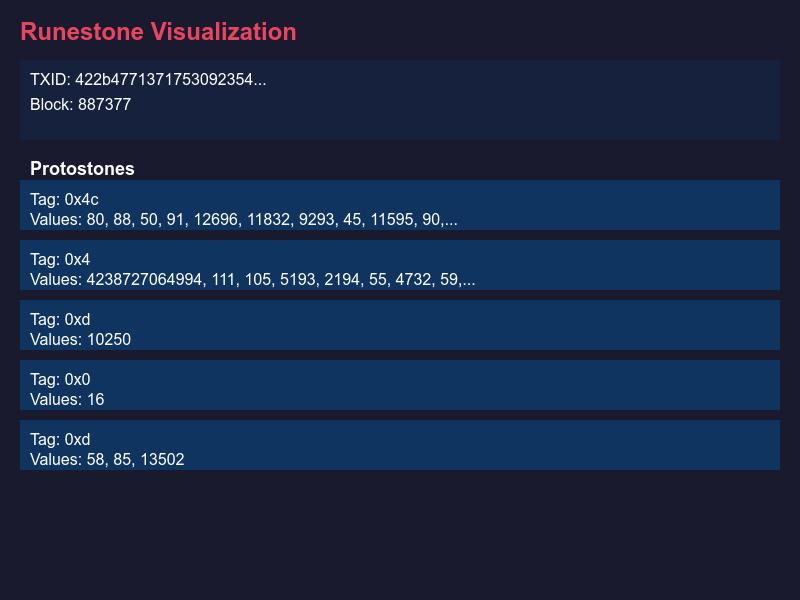 Runestone Visualization
TXID: 422b4771371753092354...
Block: 887377
Protostones
Tag: 0x4c
Values: 80, 88, 50, 91, 12696, 11832, 9293, 45, 11595, 90,...
Tag: 0x4
Values: 4238727064994, 111, 105, 5193, 2194, 55, 4732, 59,...
Tag: 0xd
Values: 10250
Tag: 0x0
Values: 16
Tag: 0xd
Values: 58, 85, 13502